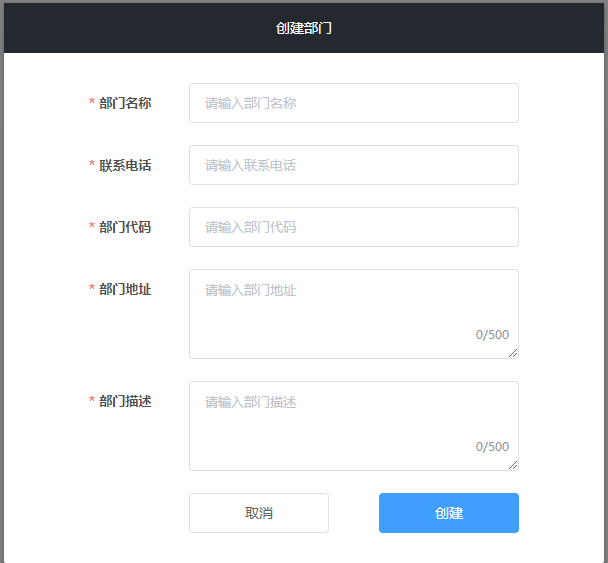 创建部门
* 部门名称
请输入部门名称
* 联系电话
请输入联系电话
* 部门代码
请输入部门代码
* 部门地址
请输入部门地址
0/500
* 部门描述
请输入部门描述
0/500
取消
创建